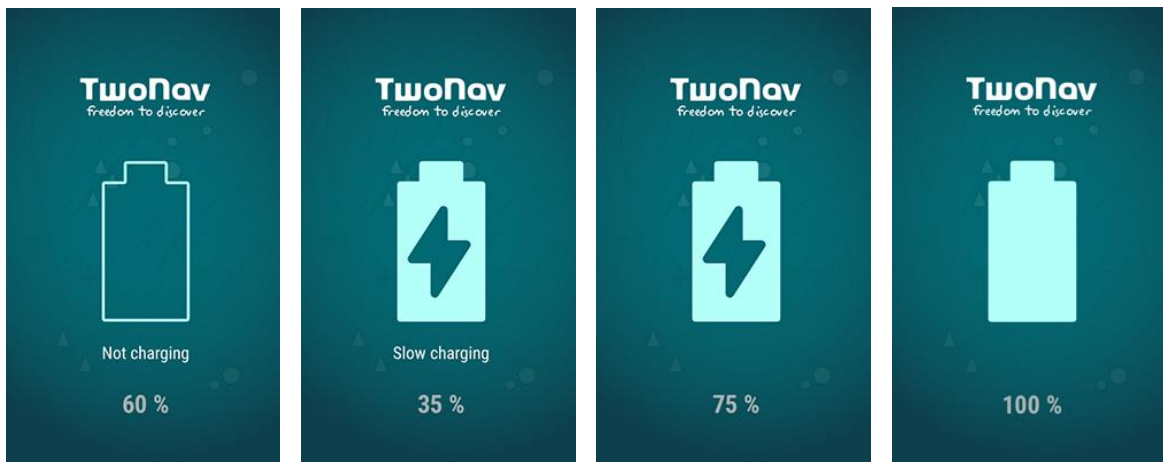 TwoNav
freedom to discover
Not charging
60 %
TwoNav
freedom to discover
Slow charging
35 %
TwoNav
freedom to discover
75 %
TwoNav
freedom to discover
100 %